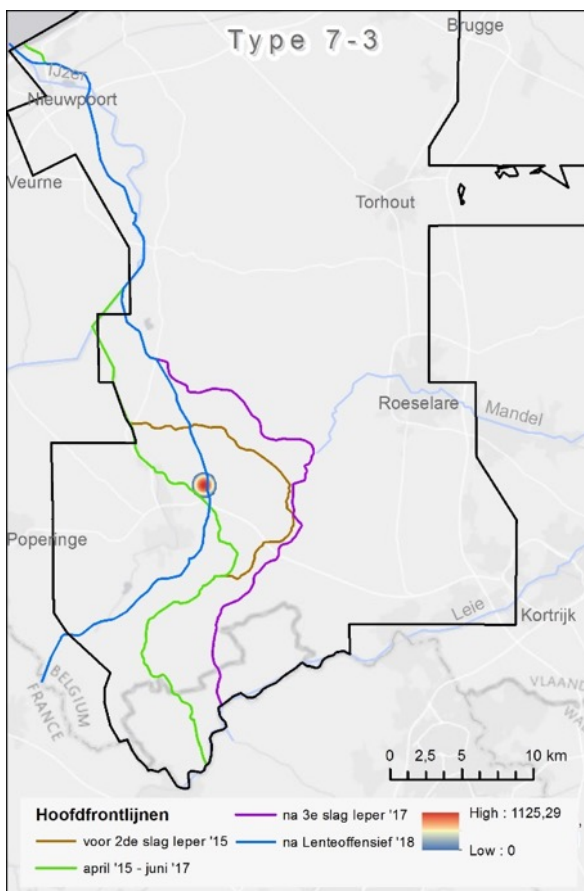 Type 7-3
Brugge
IJzer
Nieuwpoort
Veurne
Torhout
Roeselare
Mandel
Poperinge
Leie
Kortrijk
BELGIUM
FRANCE
VLAAND
WA
0 2,5 5 10 km
Hoofdfrontlijnen
voor 2de slag Ieper '15
april '15 - juni '17
na 3e slag Ieper '17
na Lenteoffensief '18
High : 1125,29
Low : 0